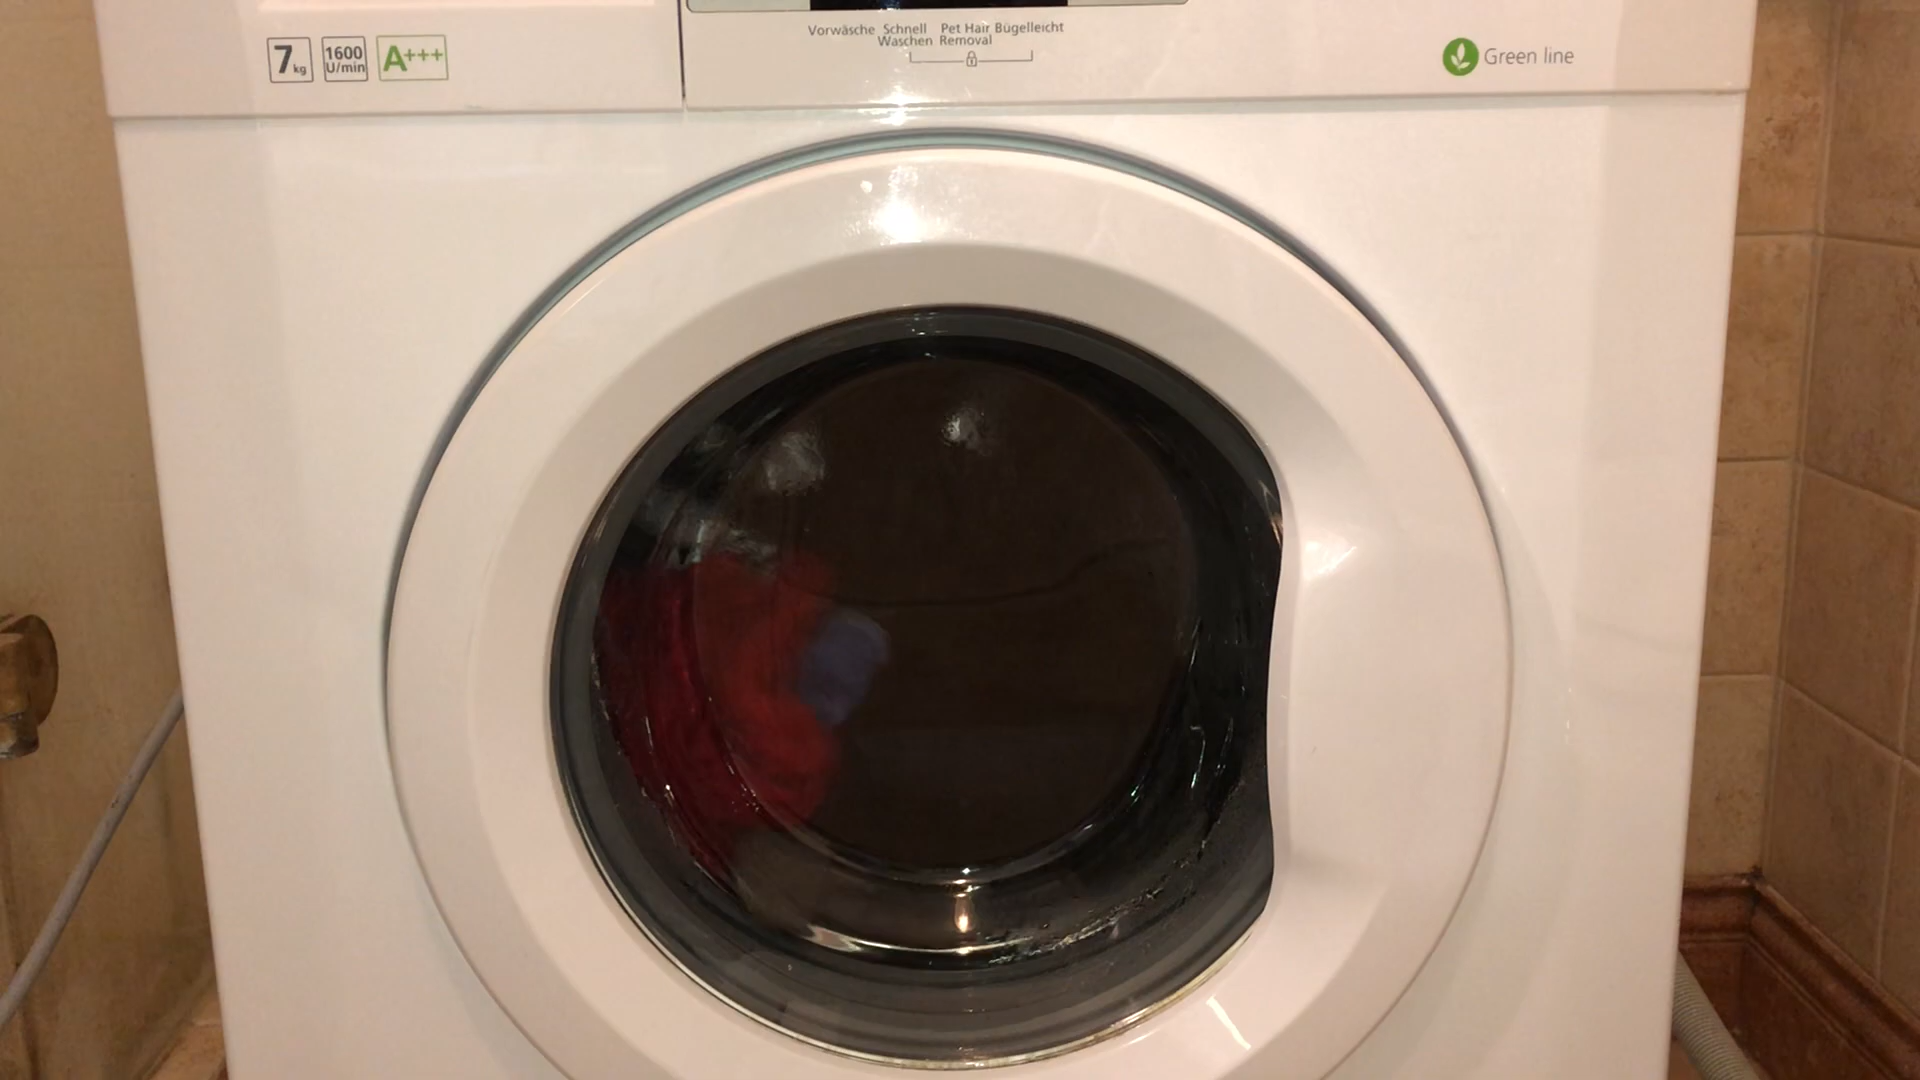 7kg
1600
U/min
A+++
Vorwäsche Schnell Pet Hair Bügelleicht
Waschen Removal
Green line